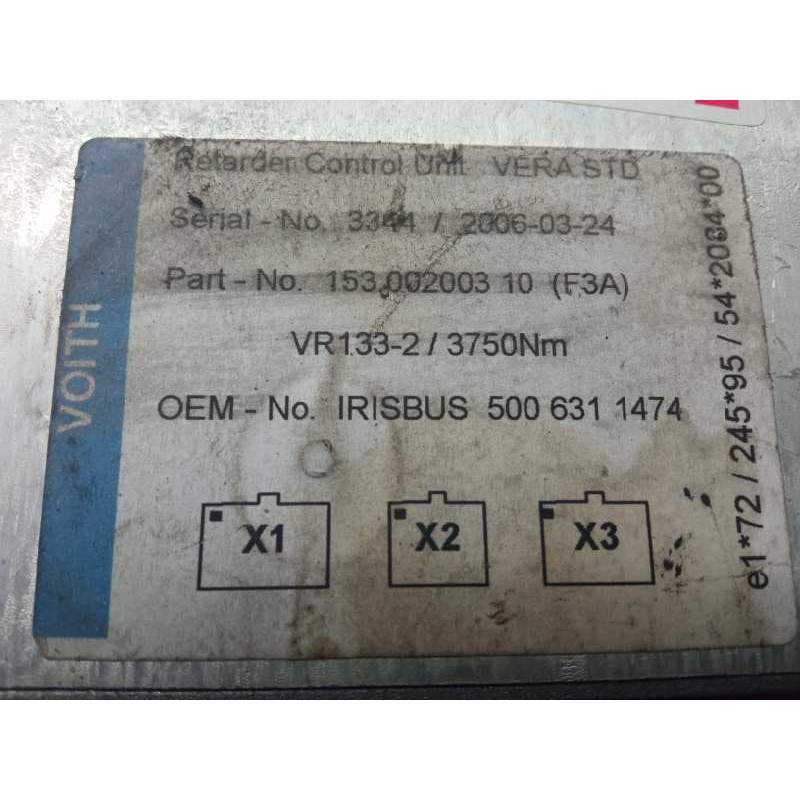 Retarder Control Unit VERA STD
Serial - No. 3344 / 2006-03-24
Part - No. 153.002003 10 (F3A)
VR133-2 / 3750Nm
OEM - No. IRISBUS 500 631 1474
X1 X2 X3
VOITH
e1*72 / 245*95 / 54*2084*00